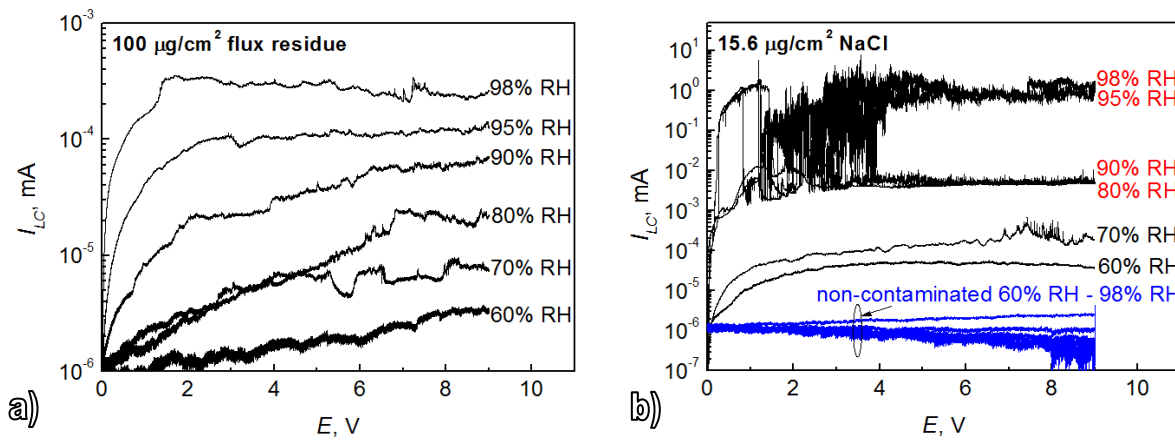 100 µg/cm² flux residue
10⁻³
10⁻⁴
10⁻⁵
10⁻⁶
I_LC, mA
98% RH
95% RH
90% RH
80% RH
70% RH
60% RH
0 2 4 6 8 10
E, V
a)
15.6 µg/cm² NaCl
10¹
10⁰
10⁻¹
10⁻²
10⁻³
10⁻⁴
10⁻⁵
10⁻⁶
10⁻⁷
I_LC, mA
98% RH
95% RH
90% RH
80% RH
70% RH
60% RH
non-contaminated 60% RH - 98% RH
0 2 4 6 8 10
E, V
b)